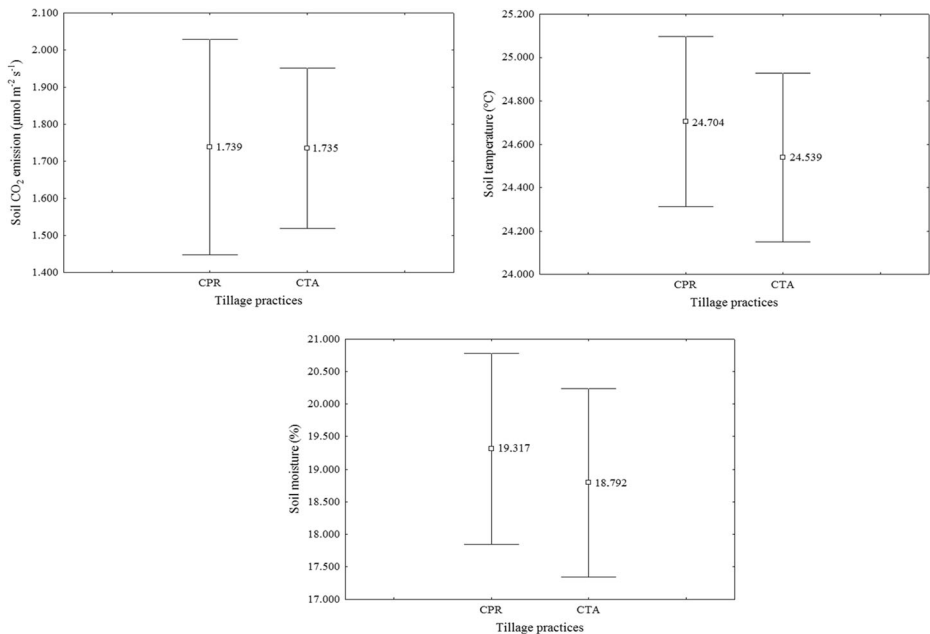 2.100
2.000
1.900
1.800
1.700
1.600
1.500
1.400
Soil CO₂ emission (µmol m⁻² s⁻¹)
1.739
1.735
CPR
CTA
Tillage practices
25.200
25.000
24.800
24.600
24.400
24.200
24.000
Soil temperature (°C)
24.704
24.539
CPR
CTA
Tillage practices
21.000
20.500
20.000
19.500
19.000
18.500
18.000
17.500
17.000
Soil moisture (%)
19.317
18.792
CPR
CTA
Tillage practices